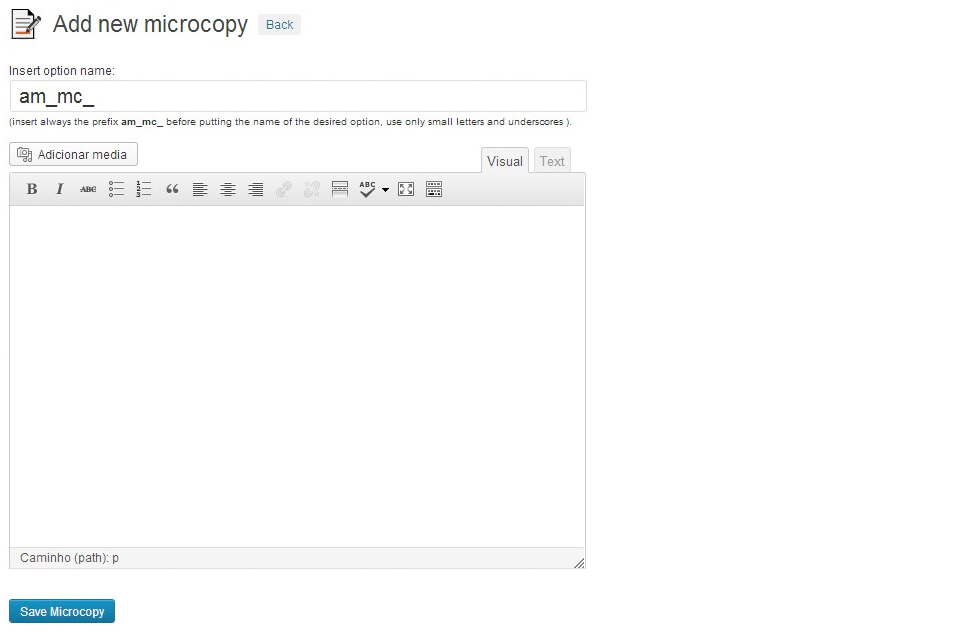 Add new microcopy Back
Insert option name:
am_mc_
(insert always the prefix am_mc_ before putting the name of the desired option, use only small letters and underscores ).
Adicionar media
Visual Text
B I ABC ABC
Caminho (path): p
Save Microcopy